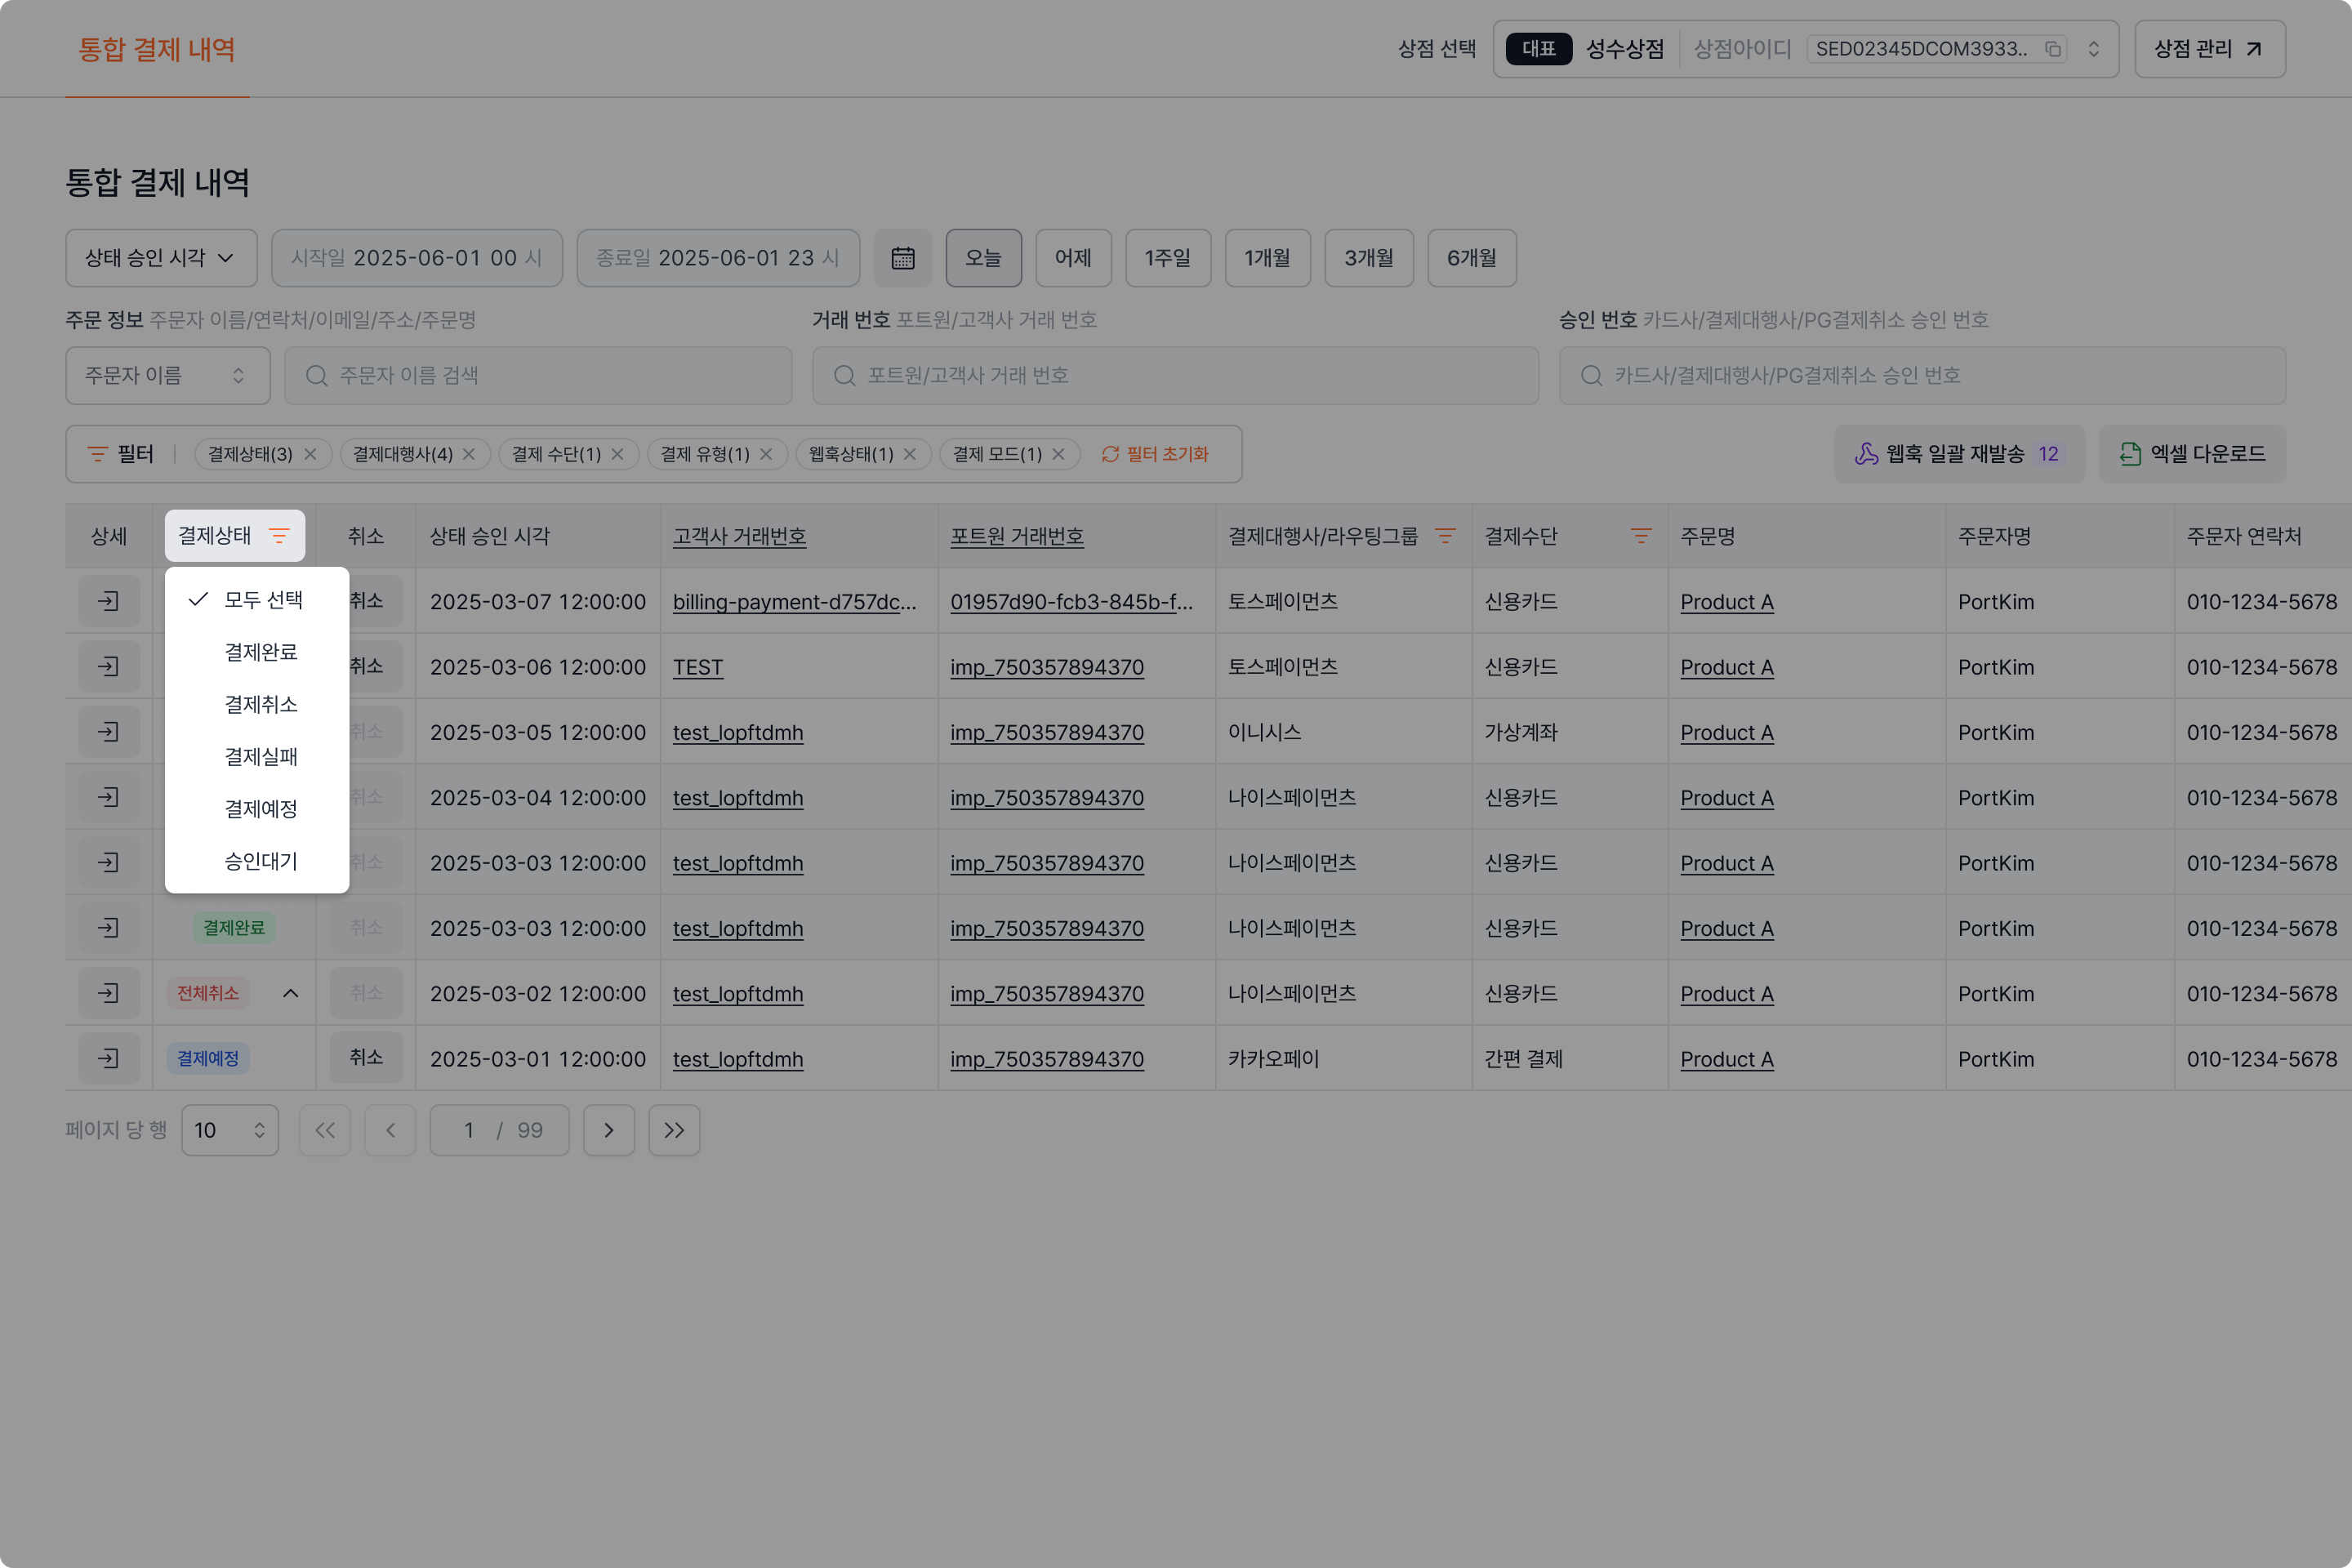 통합 결제 내역
상점 선택 대표 성수상점 상점아이디 SED02345DCOM3933.. 상점 관리
통합 결제 내역
상태 승인 시각 시작일 2025-06-01 00 시 종료일 2025-06-01 23 시 오늘 어제 1주일 1개월 3개월 6개월
주문 정보 주문자 이름/연락처/이메일/주소/주문명 거래 번호 포트원/고객사 거래 번호 승인 번호 카드사/결제대행사/PG결제취소 승인 번호
주문자 이름 주문자 이름 검색 포트원/고객사 거래 번호 카드사/결제대행사/PG결제취소 승인 번호
필터 결제상태(3) 결제대행사(4) 결제 수단(1) 결제 유형(1) 웹훅상태(1) 결제 모드(1) 필터 초기화 웹훅 일괄 재발송 12 엑셀 다운로드
상세 결제상태 취소 상태 승인 시각 고객사 거래번호 포트원 거래번호 결제대행사/라우팅그룹 결제수단 주문명 주문자명 주문자 연락처
모두 선택
결제완료
결제취소
결제실패
결제예정
승인대기
취소 2025-03-07 12:00:00 billing-payment-d757dc... 01957d90-fcb3-845b-f... 토스페이먼츠 신용카드 Product A PortKim 010-1234-5678
취소 2025-03-06 12:00:00 TEST imp_750357894370 토스페이먼츠 신용카드 Product A PortKim 010-1234-5678
취소 2025-03-05 12:00:00 test_lopftdmh imp_750357894370 이니시스 가상계좌 Product A PortKim 010-1234-5678
취소 2025-03-04 12:00:00 test_lopftdmh imp_750357894370 나이스페이먼츠 신용카드 Product A PortKim 010-1234-5678
취소 2025-03-03 12:00:00 test_lopftdmh imp_750357894370 나이스페이먼츠 신용카드 Product A PortKim 010-1234-5678
결제완료 취소 2025-03-03 12:00:00 test_lopftdmh imp_750357894370 나이스페이먼츠 신용카드 Product A PortKim 010-1234-5678
전체취소 취소 2025-03-02 12:00:00 test_lopftdmh imp_750357894370 나이스페이먼츠 신용카드 Product A PortKim 010-1234-5678
결제예정 취소 2025-03-01 12:00:00 test_lopftdmh imp_750357894370 카카오페이 간편 결제 Product A PortKim 010-1234-5678
페이지 당 행 10 1 / 99